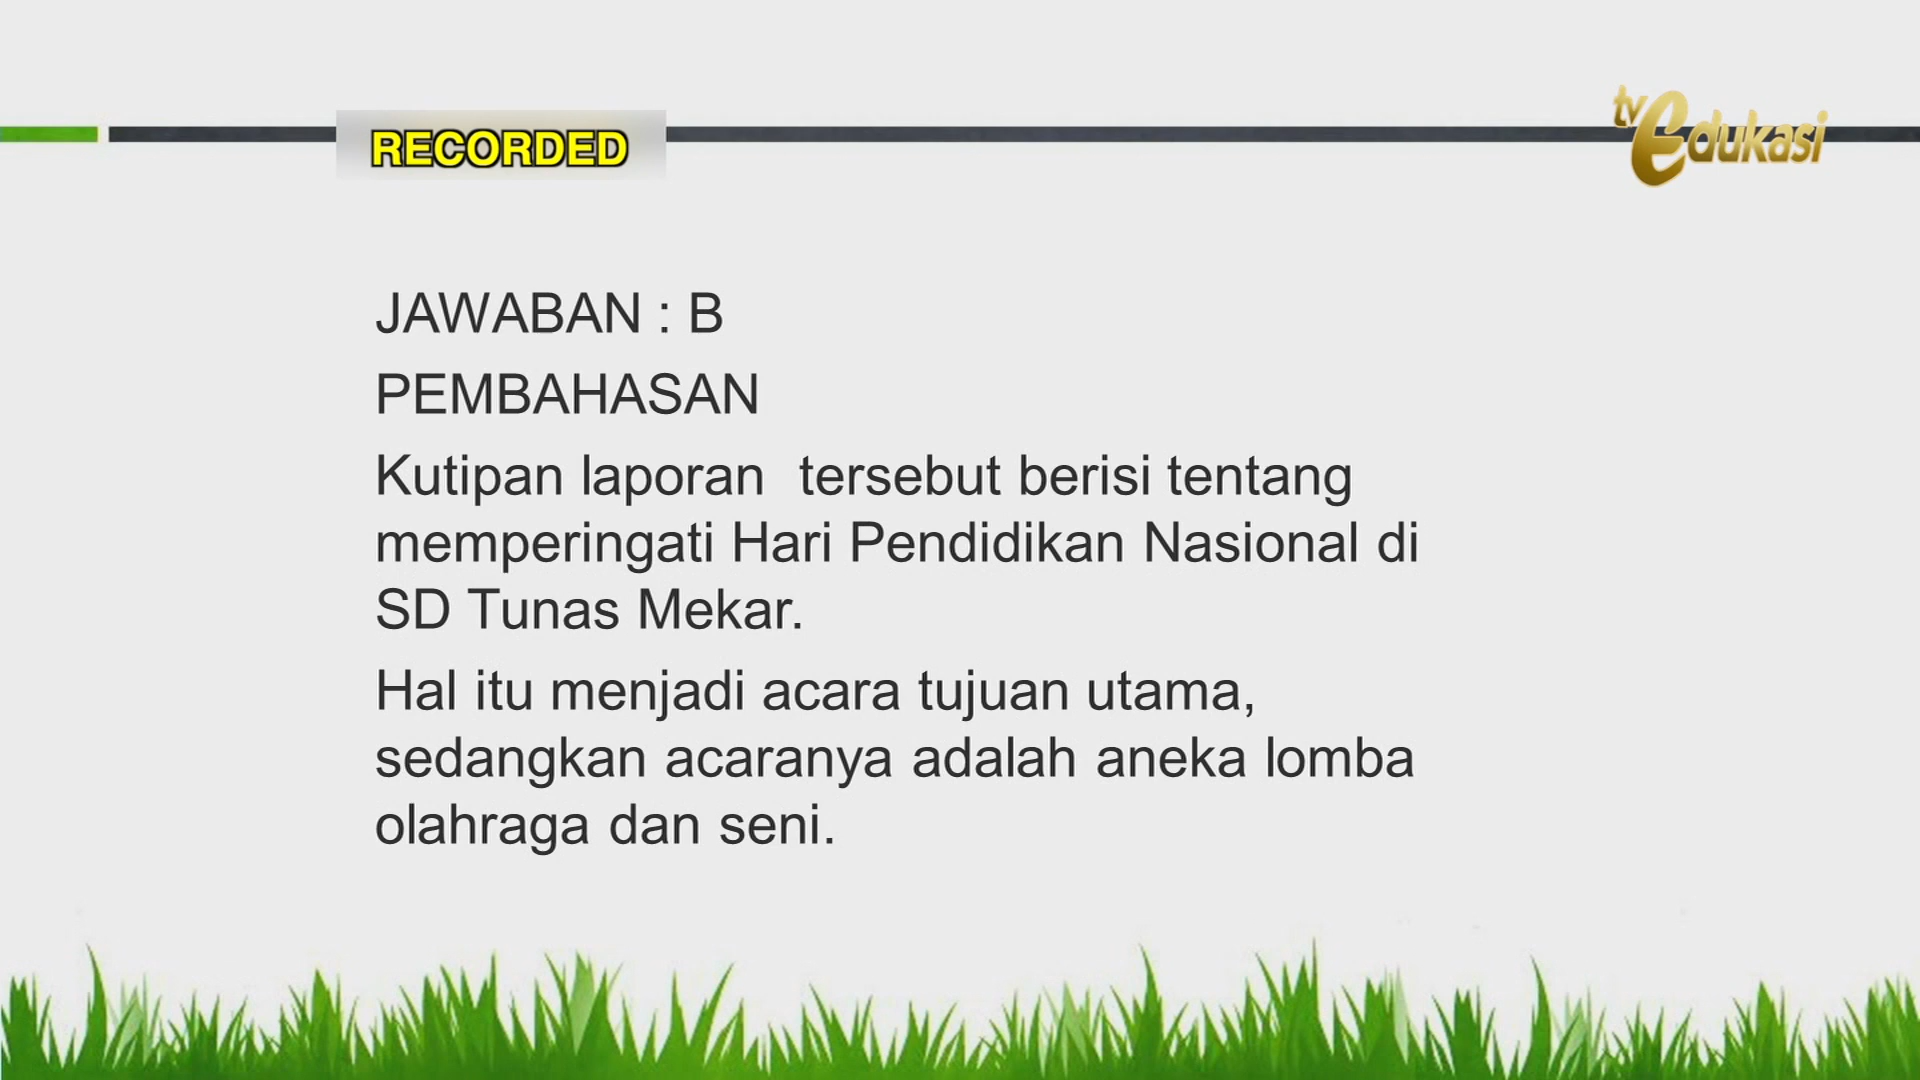 RECORDED
tv Edukasi
JAWABAN : B
PEMBAHASAN
Kutipan laporan  tersebut berisi tentang
memperingati Hari Pendidikan Nasional di
SD Tunas Mekar.
Hal itu menjadi acara tujuan utama,
sedangkan acaranya adalah aneka lomba
olahraga dan seni.